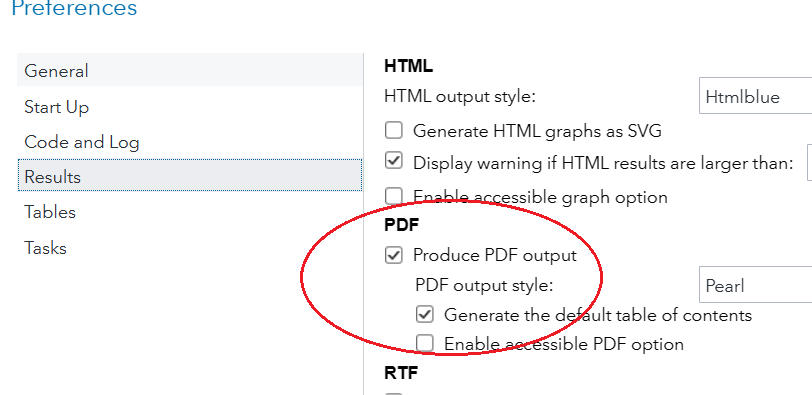 Preferences
General
Start Up
Code and Log
Results
Tables
Tasks
HTML
HTML output style: Htmlblue
Generate HTML graphs as SVG
Display warning if HTML results are larger than:
Enable accessible graph option
PDF
Produce PDF output
PDF output style: Pearl
Generate the default table of contents
Enable accessible PDF option
RTF